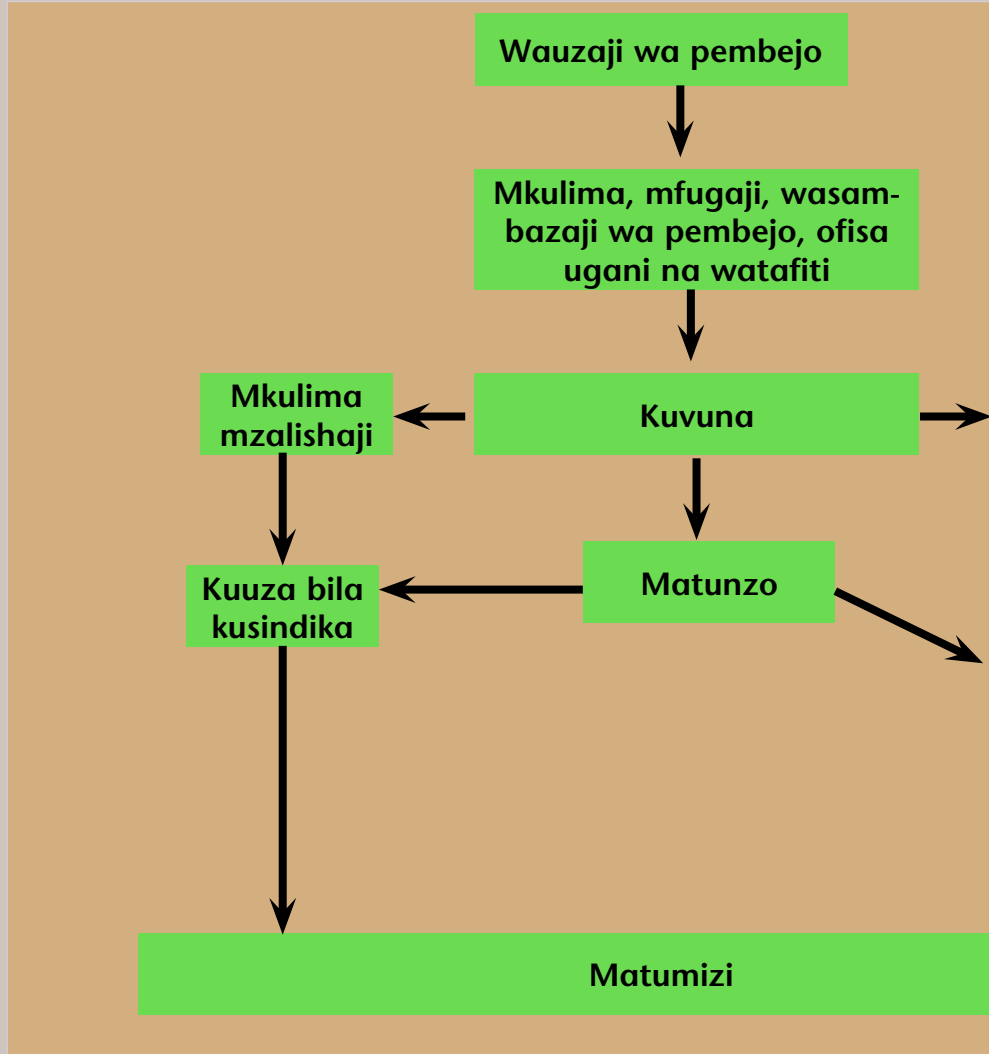 Wauzaji wa pembejo
Mkulima, mfugaji, wasam-
bazaji wa pembejo, ofisa
ugani na watafiti
Mkulima
mzalishaji
Kuvuna
Matunzo
Kuuza bila
kusindika
Matumizi